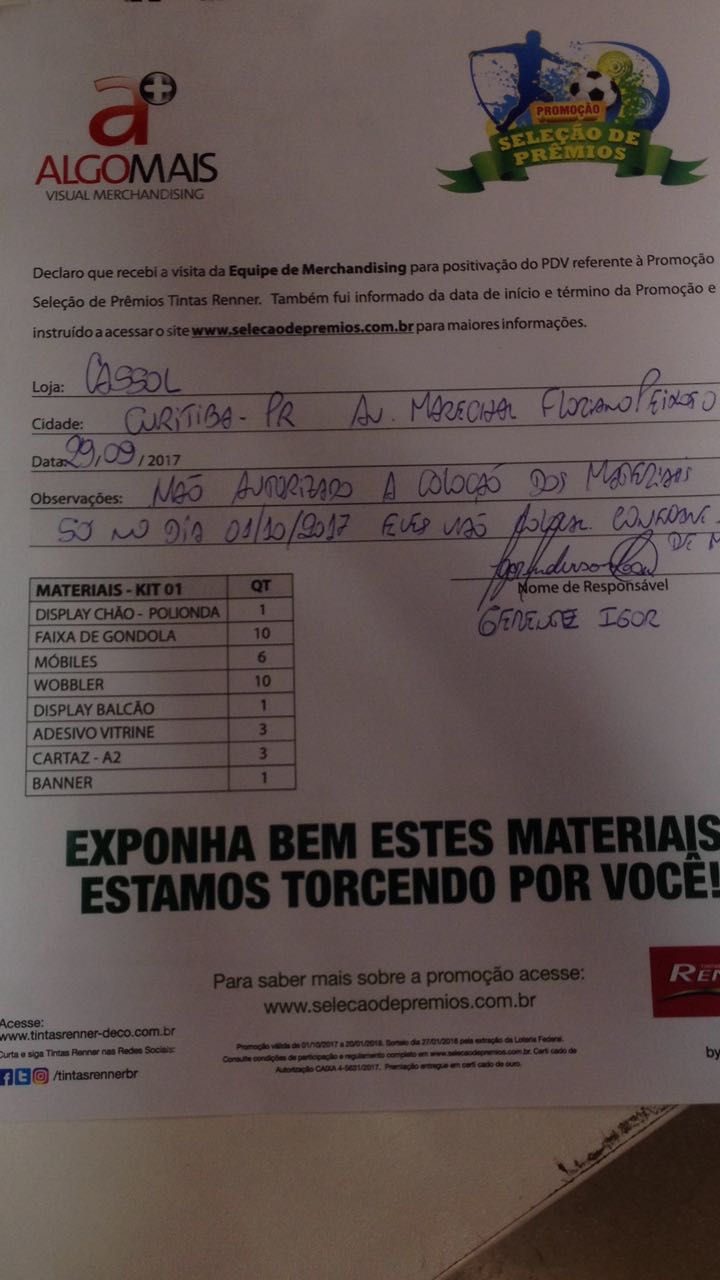 a+
ALGOMAIS
VISUAL MERCHANDISING
PROMOÇÃO
SELEÇÃO DE
PRÊMIOS
Declaro que recebi a visita da Equipe de Merchandising para positivação do PDV referente à Promoção
Seleção de Prêmios Tintas Renner. Também fui informado da data de início e término da Promoção e
instruído a acessar o site www.selecaodepremios.com.br para maiores informações.
Loja: CASSOL
Cidade: CURITIBA - PR AV. MARECHAL FLORIANO PEIXOTO
Data: 29/09/2017
Observações: NÃO AUTORIZADO A COLOCAÇÃO DOS MATERIAIS
SÓ NO DIA 01/10/2017 ELES VÃO
DE
Nome de Responsável
GERENTE IGOR
MATERIAIS - KIT 01 QT
DISPLAY CHÃO - POLIONDA 1
FAIXA DE GONDOLA 10
MÓBILES 6
WOBBLER 10
DISPLAY BALCÃO 1
ADESIVO VITRINE 3
CARTAZ - A2 3
BANNER 1
EXPONHA BEM ESTES MATERIAIS
ESTAMOS TORCENDO POR VOCÊ!
Para saber mais sobre a promoção acesse:
www.selecaodepremios.com.br
Acesse:
www.tintasrenner-deco.com.br
Curta e siga Tintas Renner nas Redes Sociais:
/tintasrennerbr
Promoção válida de 01/10/2017 a 20/01/2018. Sorteio dia 27/01/2018 pela extração da Loteria Federal.
Consulte condições de participação e regulamento completo em www.selecaodepremios.com.br. Certi cado de
Autorização CAIXA 4-5631/2017. Premiação entregue em certi cado de ouro.
by